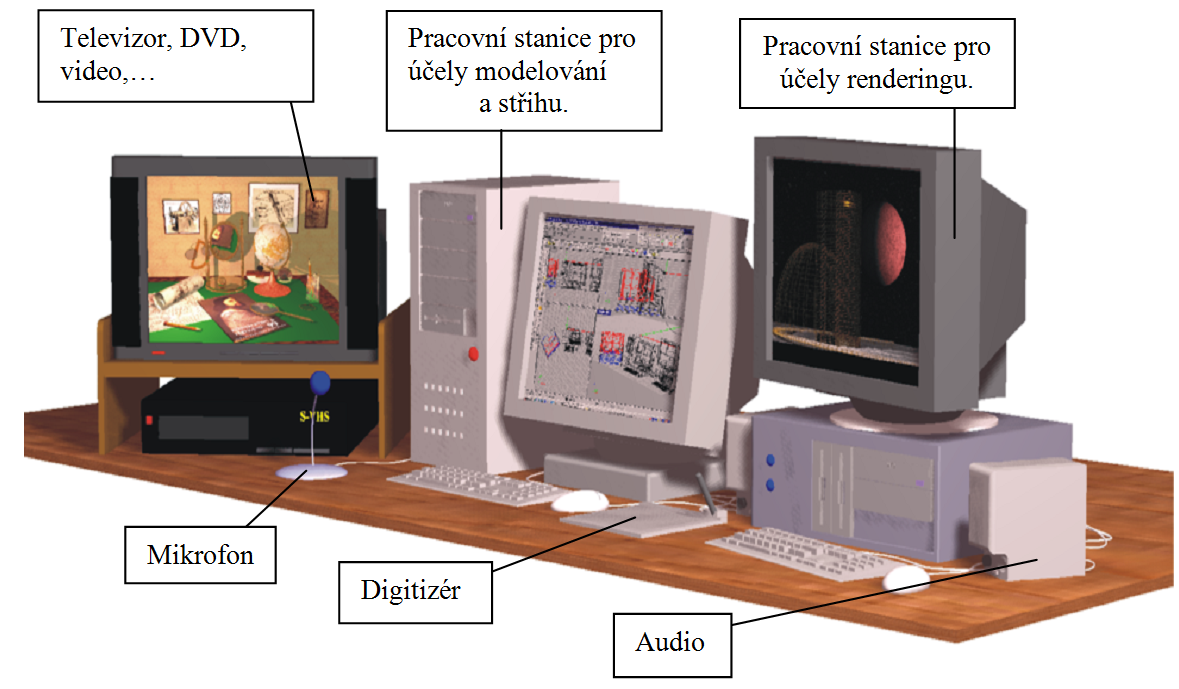 Televizor, DVD,
video,…
Pracovní stanice pro
účely modelování
a střihu.
Pracovní stanice pro
účely renderingu.
S-VHS
Mikrofon
Digitizér
Audio